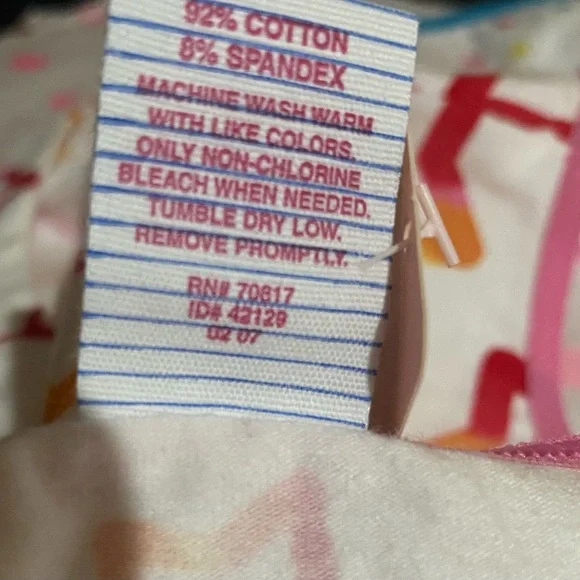 92% COTTON
8% SPANDEX
MACHINE WASH WARM
WITH LIKE COLORS.
ONLY NON-CHLORINE
BLEACH WHEN NEEDED.
TUMBLE DRY LOW.
REMOVE PROMPTLY.
RN# 70617
ID# 42129
02 07